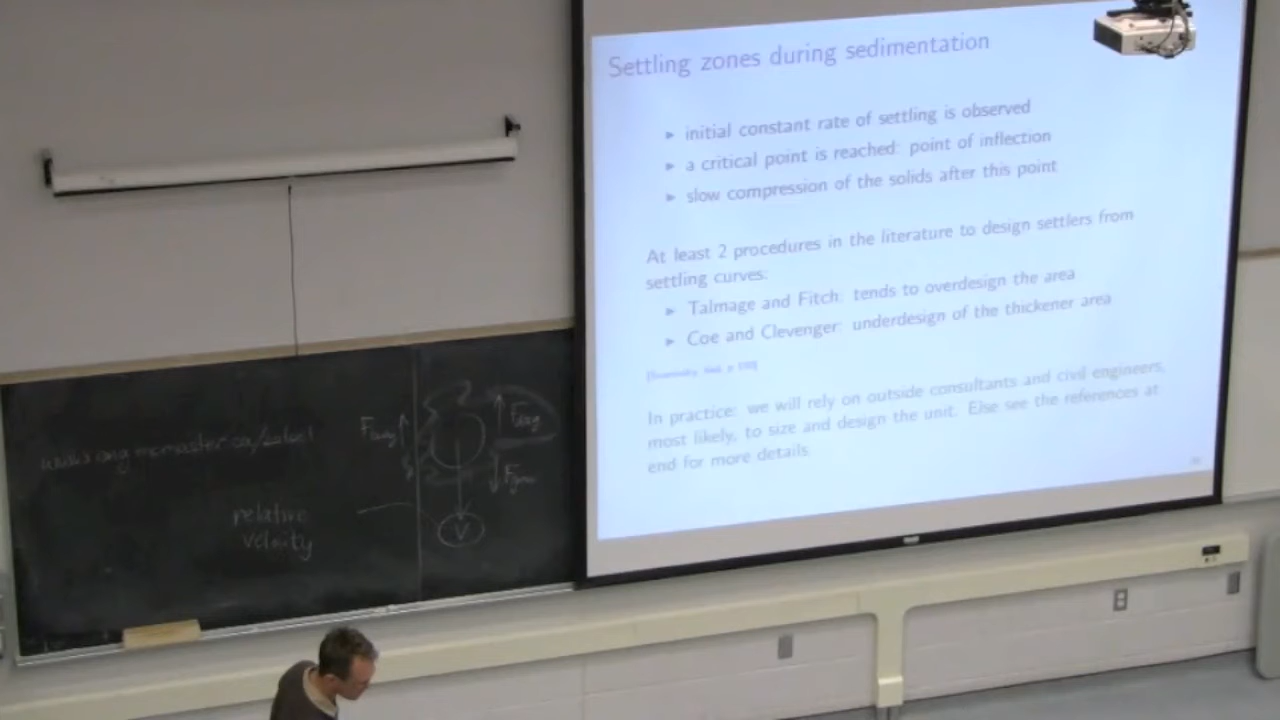 Settling zones during sedimentation
▸ initial constant rate of settling is observed
▸ a critical point is reached: point of inflection
▸ slow compression of the solids after this point
At least 2 procedures in the literature to design settlers from
settling curves:
▸ Talmage and Fitch: tends to overdesign the area
▸ Coe and Clevenger: underdesign of the thickener area
In practice: we will rely on outside consultants and civil engineers,
most likely, to size and design the unit. Else see the references at
end for more details.
relative
velocity
V